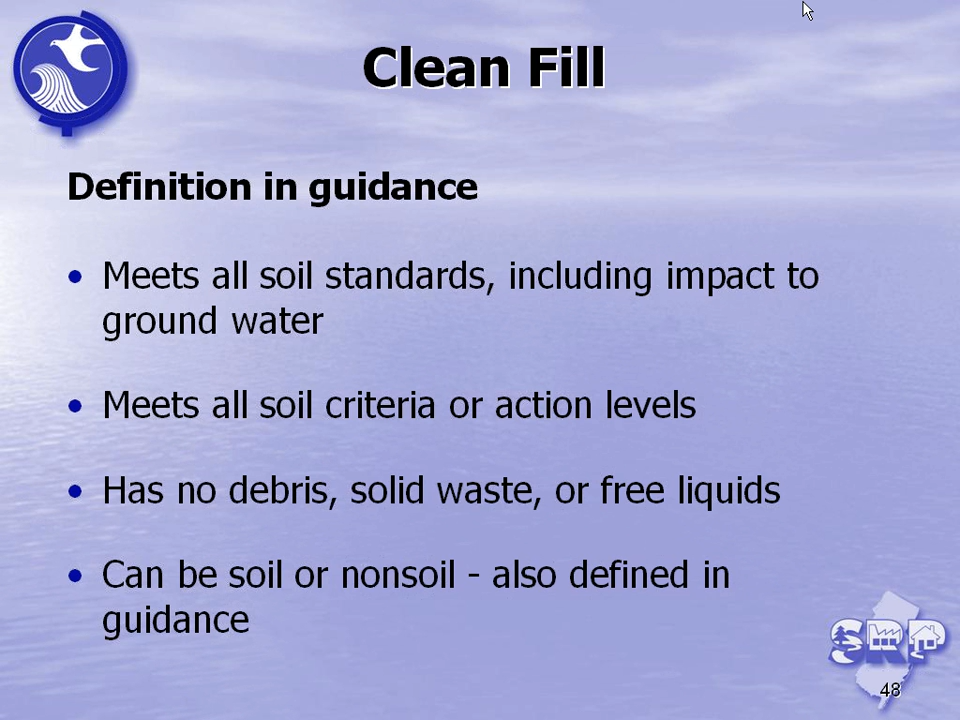 Clean Fill
Definition in guidance
• Meets all soil standards, including impact to
ground water
• Meets all soil criteria or action levels
• Has no debris, solid waste, or free liquids
• Can be soil or nonsoil - also defined in
guidance
SRP
48